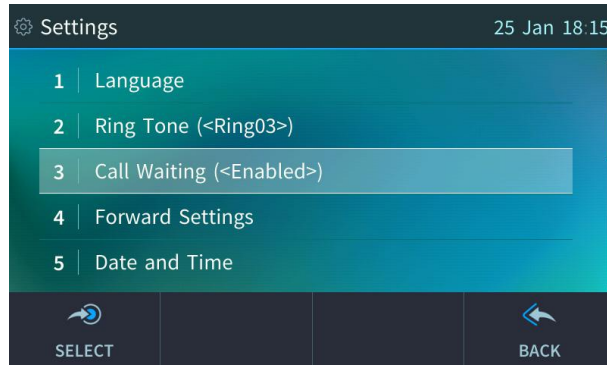 Settings 25 Jan 18:15
1 Language
2 Ring Tone (<Ring03>)
3 Call Waiting (<Enabled>)
4 Forward Settings
5 Date and Time
SELECT BACK